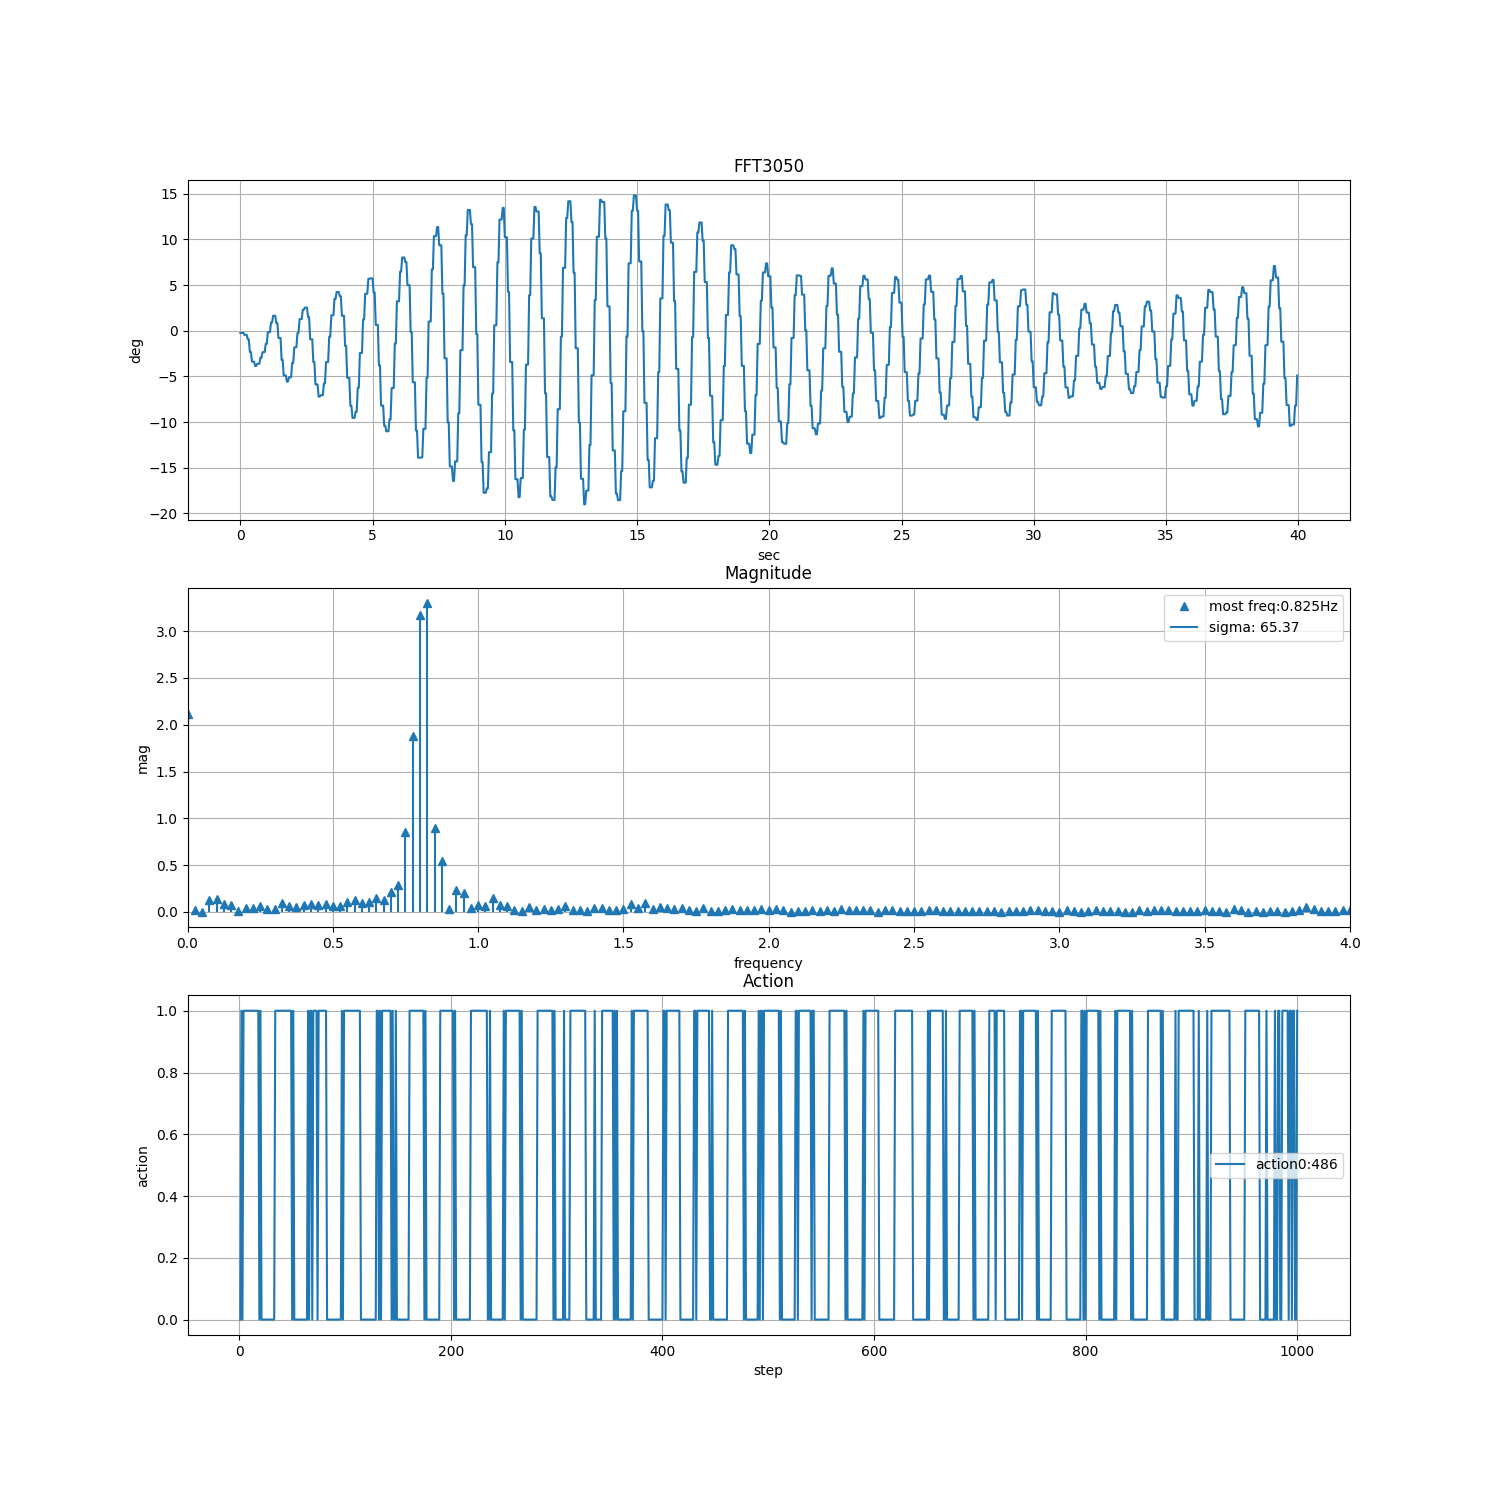 FFT3050
15
10
5
0
−5
−10
−15
−20
deg
0 5 10 15 20 25 30 35 40
sec
Magnitude
most freq:0.825Hz
sigma: 65.37
3.0
2.5
2.0
1.5
1.0
0.5
0.0
mag
0.0 0.5 1.0 1.5 2.0 2.5 3.0 3.5 4.0
frequency
Action
1.0
0.8
0.6
0.4
0.2
0.0
action
action0:486
0 200 400 600 800 1000
step